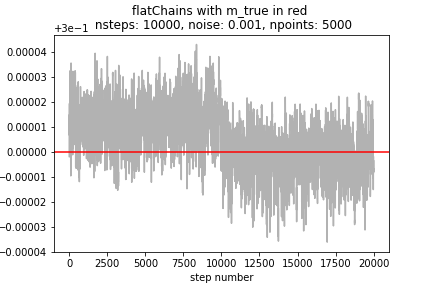 flatChains with m_true in red
nsteps: 10000, noise: 0.001, npoints: 5000
+3e−1
0.00004
0.00003
0.00002
0.00001
0.00000
−0.00001
−0.00002
−0.00003
−0.00004
0 2500 5000 7500 10000 12500 15000 17500 20000
step number